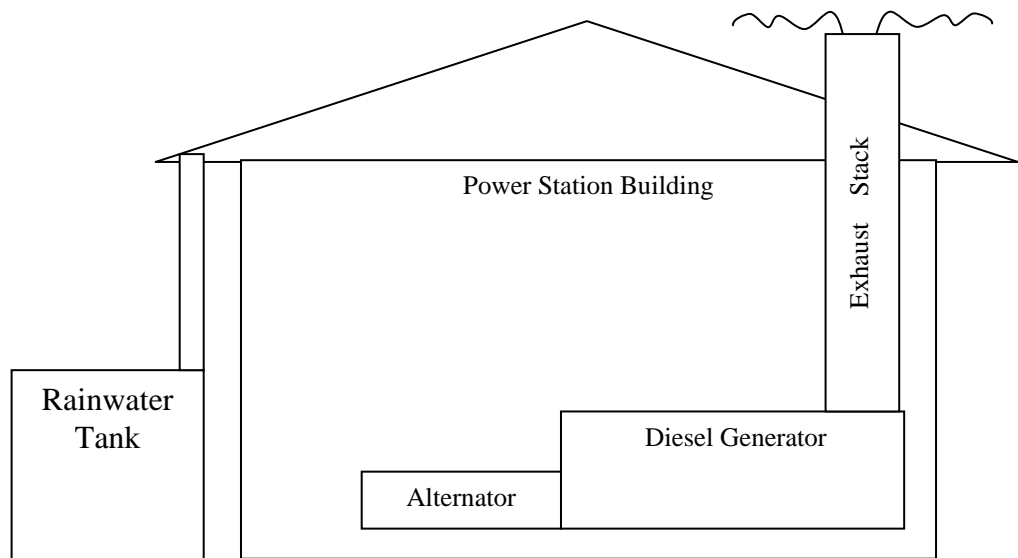 Power Station Building
Exhaust Stack
Rainwater
Tank
Diesel Generator
Alternator